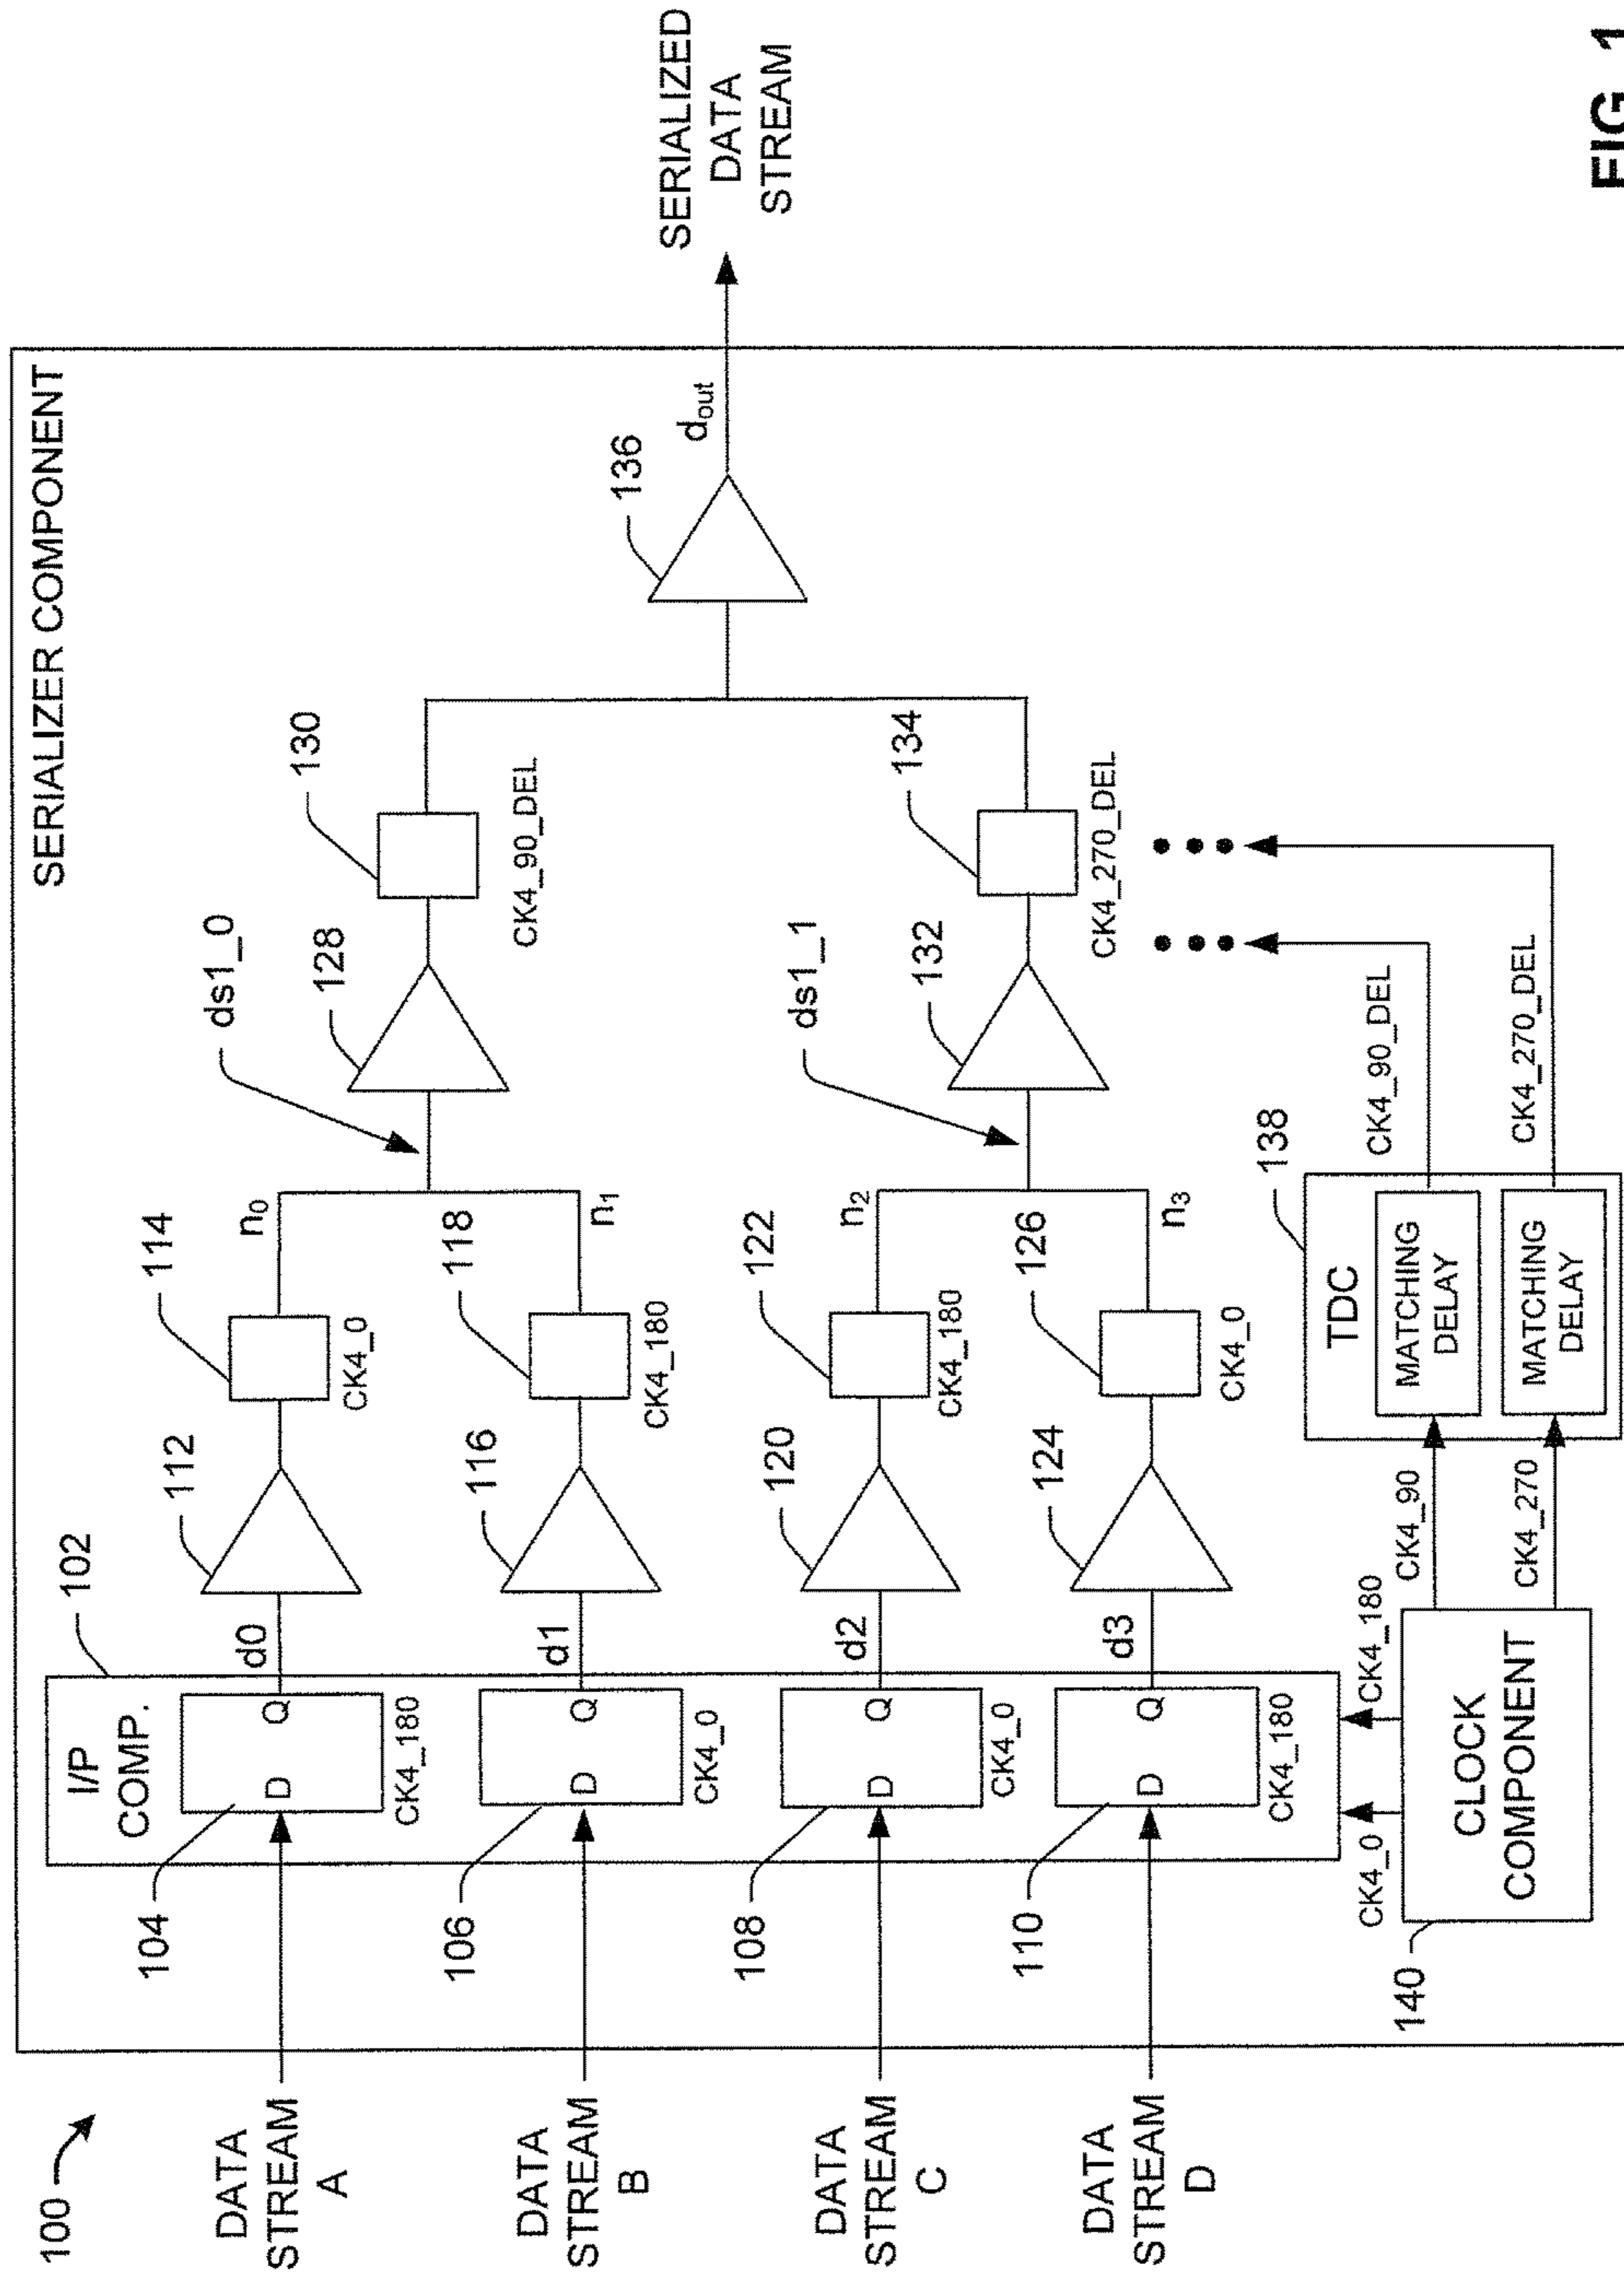 100
SERIALIZER COMPONENT
DATA
STREAM
A
DATA
STREAM
B
DATA
STREAM
C
DATA
STREAM
D
I/P
COMP.
102
104
D Q
CK4_180
106
D Q
CK4_0
108
D Q
CK4_0
110
D Q
CK4_180
d0
112
114
CK4_0
n0
d1
116
118
CK4_180
n1
d2
120
122
CK4_180
n2
d3
124
126
CK4_0
n3
ds1_0
128
130
CK4_90_DEL
ds1_1
132
134
CK4_270_DEL
136
dout
SERIALIZED
DATA
STREAM
CK4_0
CK4_180
140
CLOCK
COMPONENT
CK4_90
CK4_270
138
TDC
MATCHING
DELAY
MATCHING
DELAY
CK4_90_DEL
CK4_270_DEL
FIG. 1